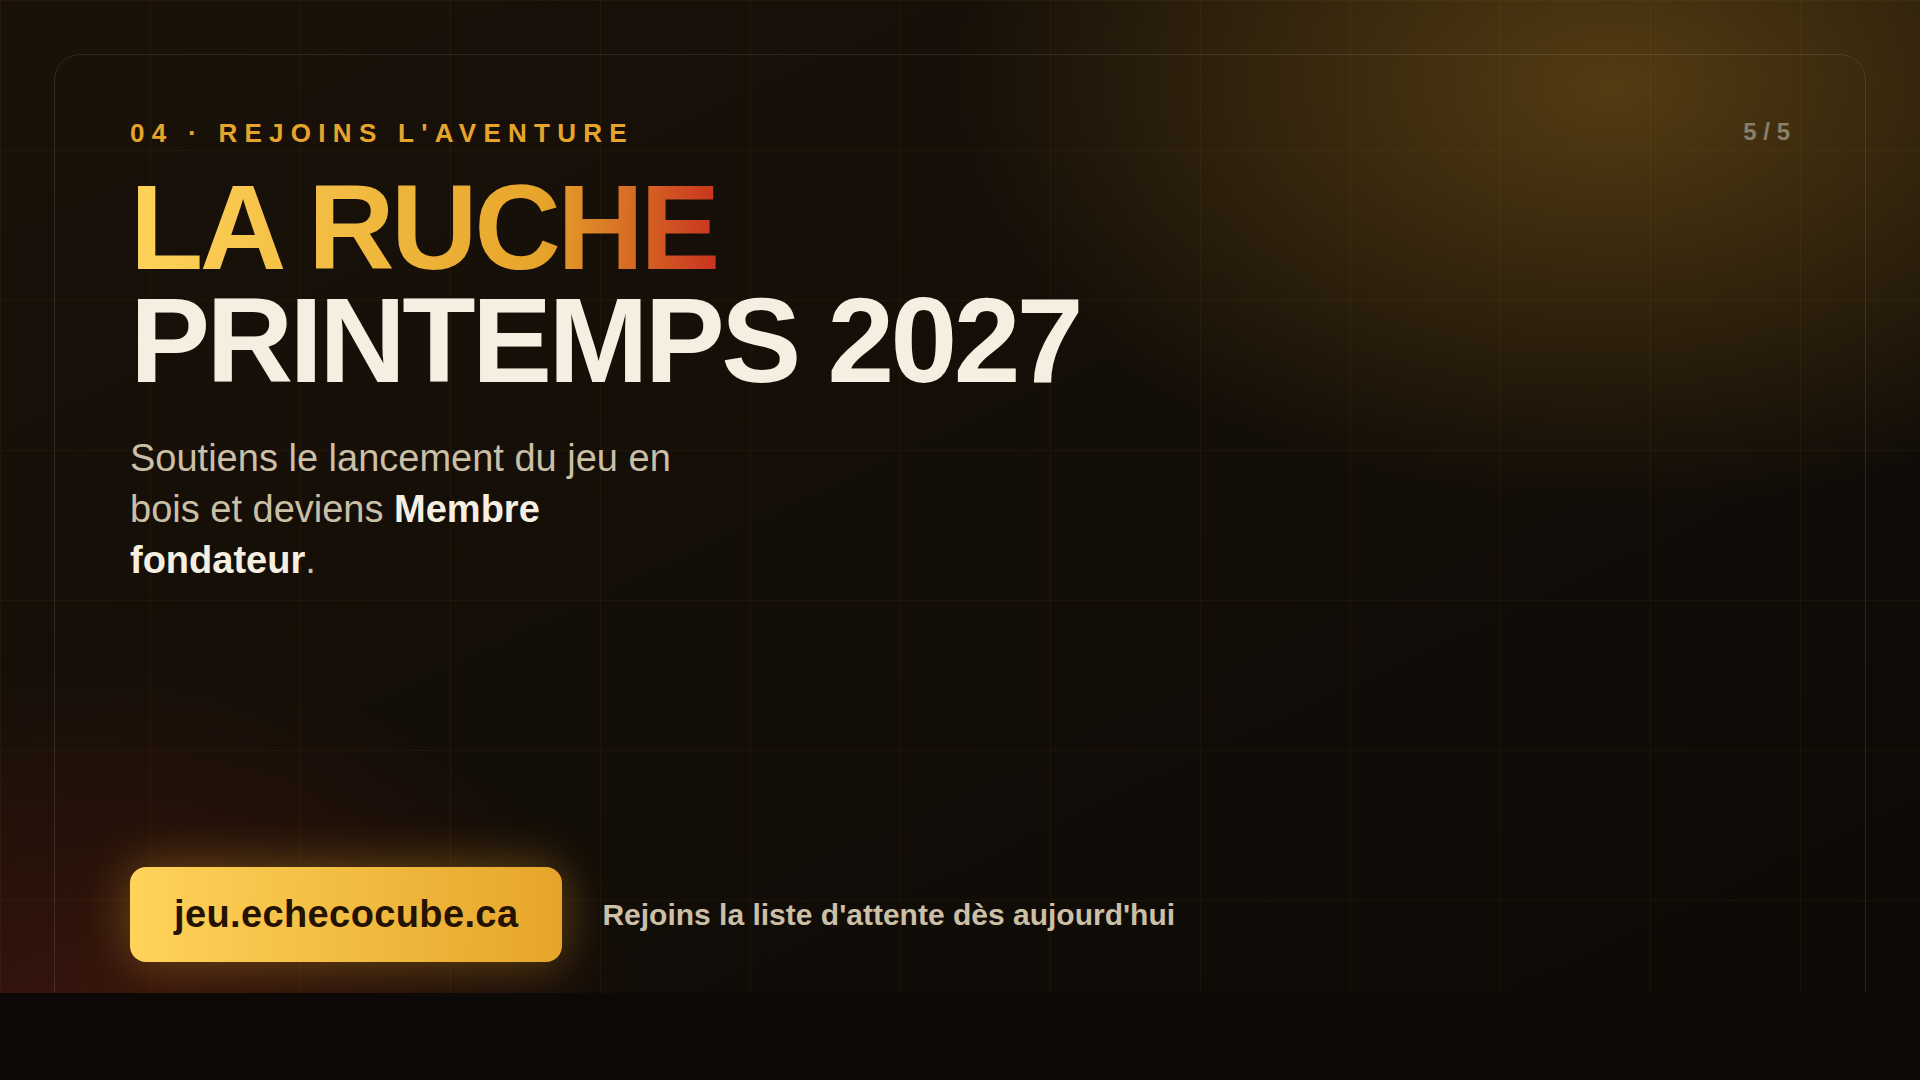 04 · REJOINS L'AVENTURE
5 / 5
LA RUCHE
PRINTEMPS 2027
Soutiens le lancement du jeu en
bois et deviens Membre
fondateur.
jeu.echecocube.ca
Rejoins la liste d'attente dès aujourd'hui